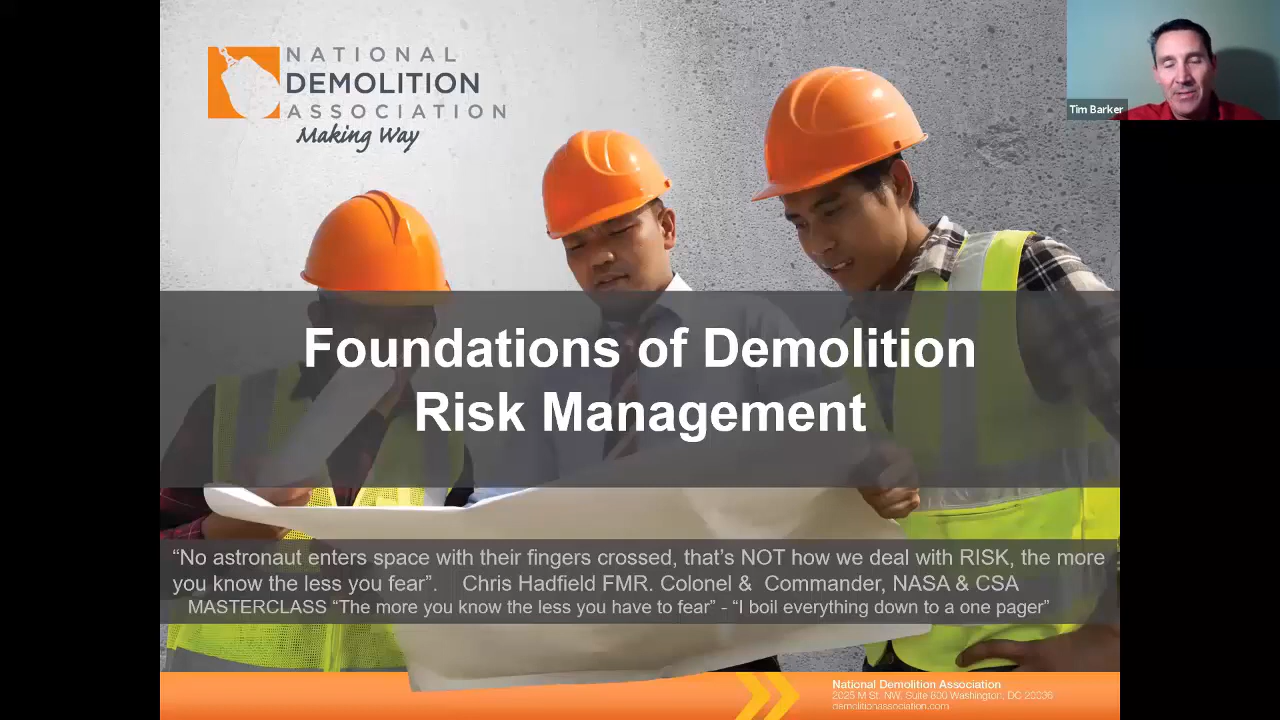 NATIONAL
DEMOLITION
ASSOCIATION
Making Way
Tim Barker
Foundations of Demolition
Risk Management
“No astronaut enters space with their fingers crossed, that’s NOT how we deal with RISK, the more
you know the less you fear”. Chris Hadfield FMR. Colonel & Commander, NASA & CSA
MASTERCLASS “The more you know the less you have to fear” - “I boil everything down to a one pager”
National Demolition Association
2025 M St. NW, Suite 800 Washington, DC 20036
demolitionassociation.com